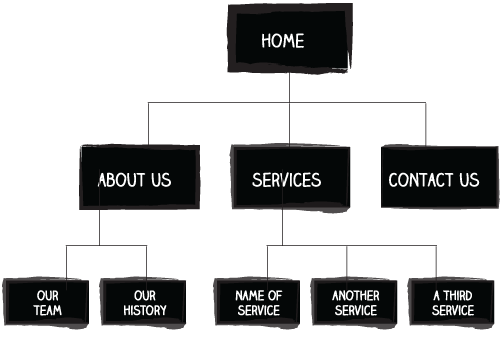 HOME
ABOUT US
SERVICES
CONTACT US
OUR
TEAM
OUR
HISTORY
NAME OF
SERVICE
ANOTHER
SERVICE
A THIRD
SERVICE